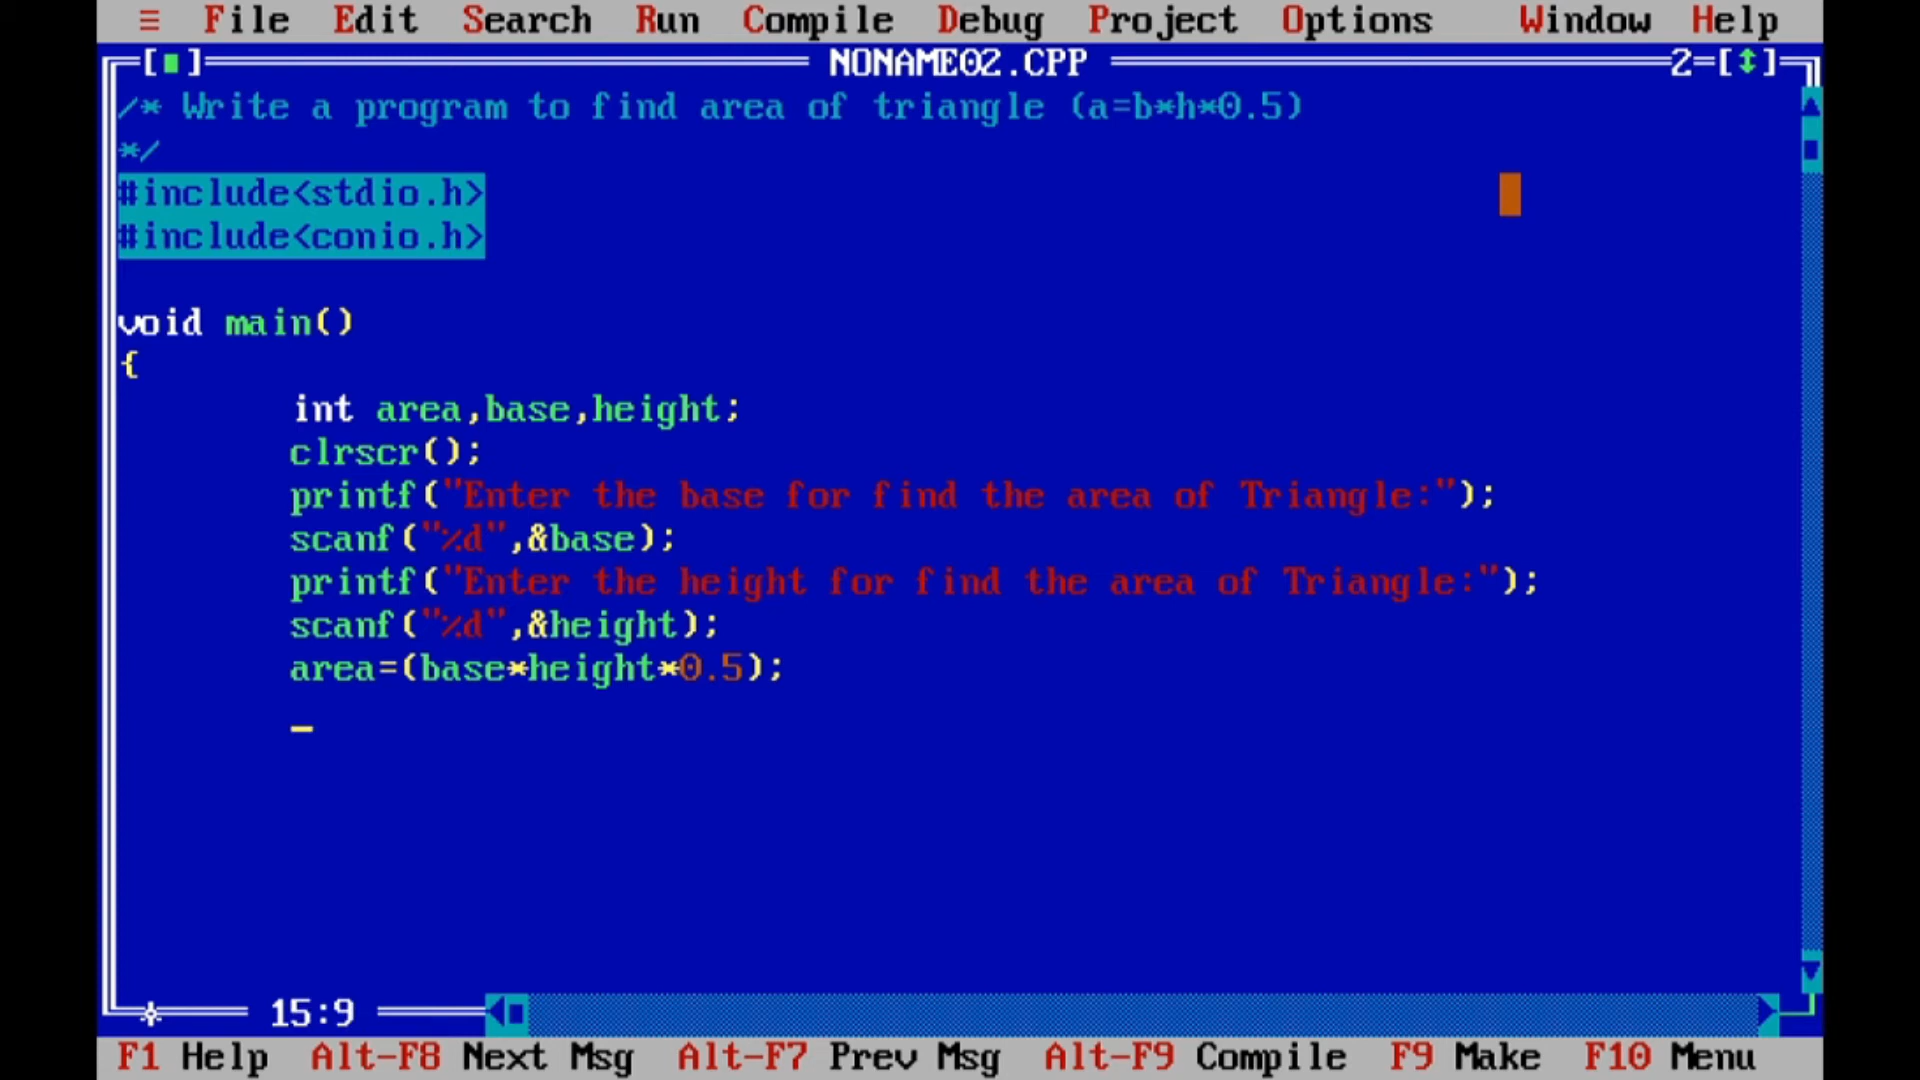 ≡ File Edit Search Run Compile Debug Project Options Window Help
[■] NONAME02.CPP 2=[↕]
/* Write a program to find area of triangle (a=b*h*0.5)
*/
#include<stdio.h>
#include<conio.h>
void main()
{
int area,base,height;
clrscr();
printf("Enter the base for find the area of Triangle:");
scanf("%d",&base);
printf("Enter the height for find the area of Triangle:");
scanf("%d",&height);
area=(base*height*0.5);
15:9
F1 Help Alt-F8 Next Msg Alt-F7 Prev Msg Alt-F9 Compile F9 Make F10 Menu